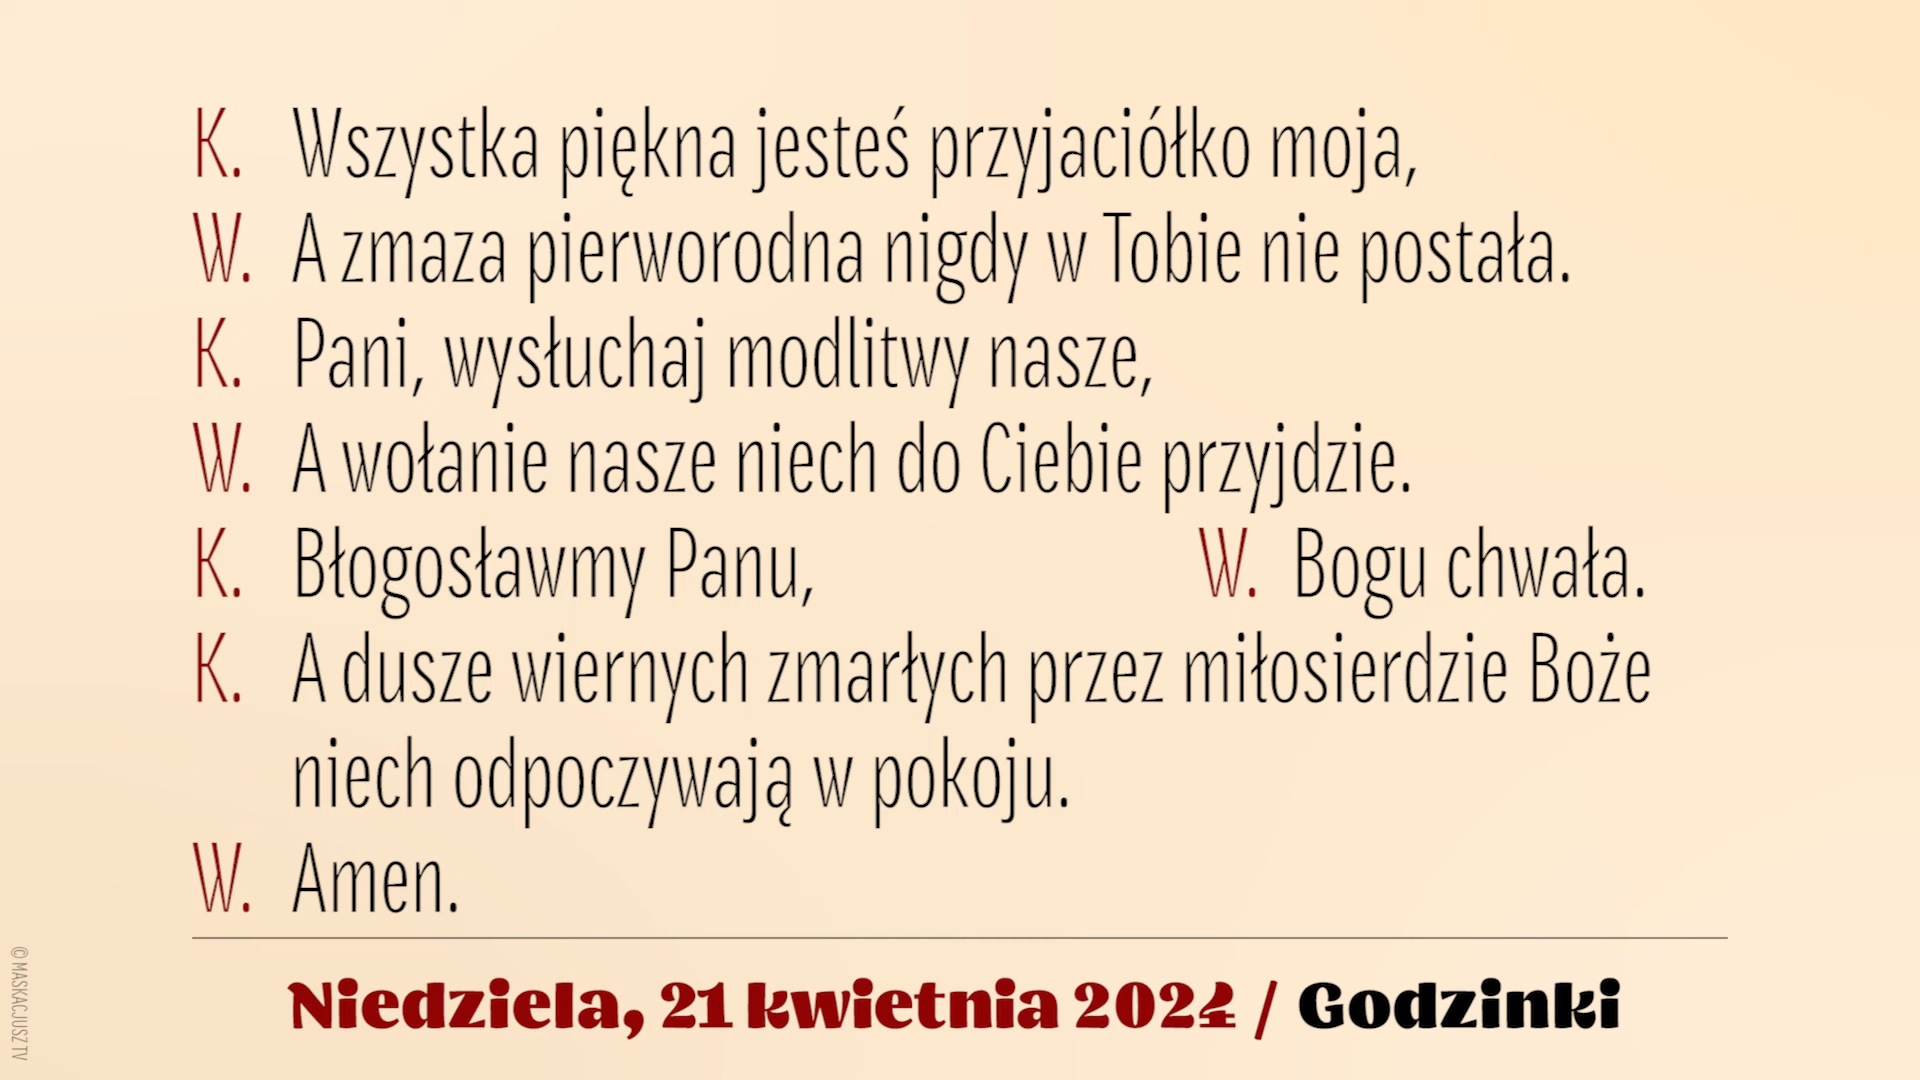 K. Wszystka piękna jesteś przyjaciółko moja,
W. A zmaza pierworodna nigdy w Tobie nie postała.
K. Pani, wysłuchaj modlitwy nasze,
W. A wołanie nasze niech do Ciebie przyjdzie.
K. Błogosławmy Panu, W. Bogu chwała.
K. A dusze wiernych zmarłych przez miłosierdzie Boże
niech odpoczywają w pokoju.
W. Amen.
Niedziela, 21 kwietnia 2024 / Godzinki
© MASKACJUSZ TV